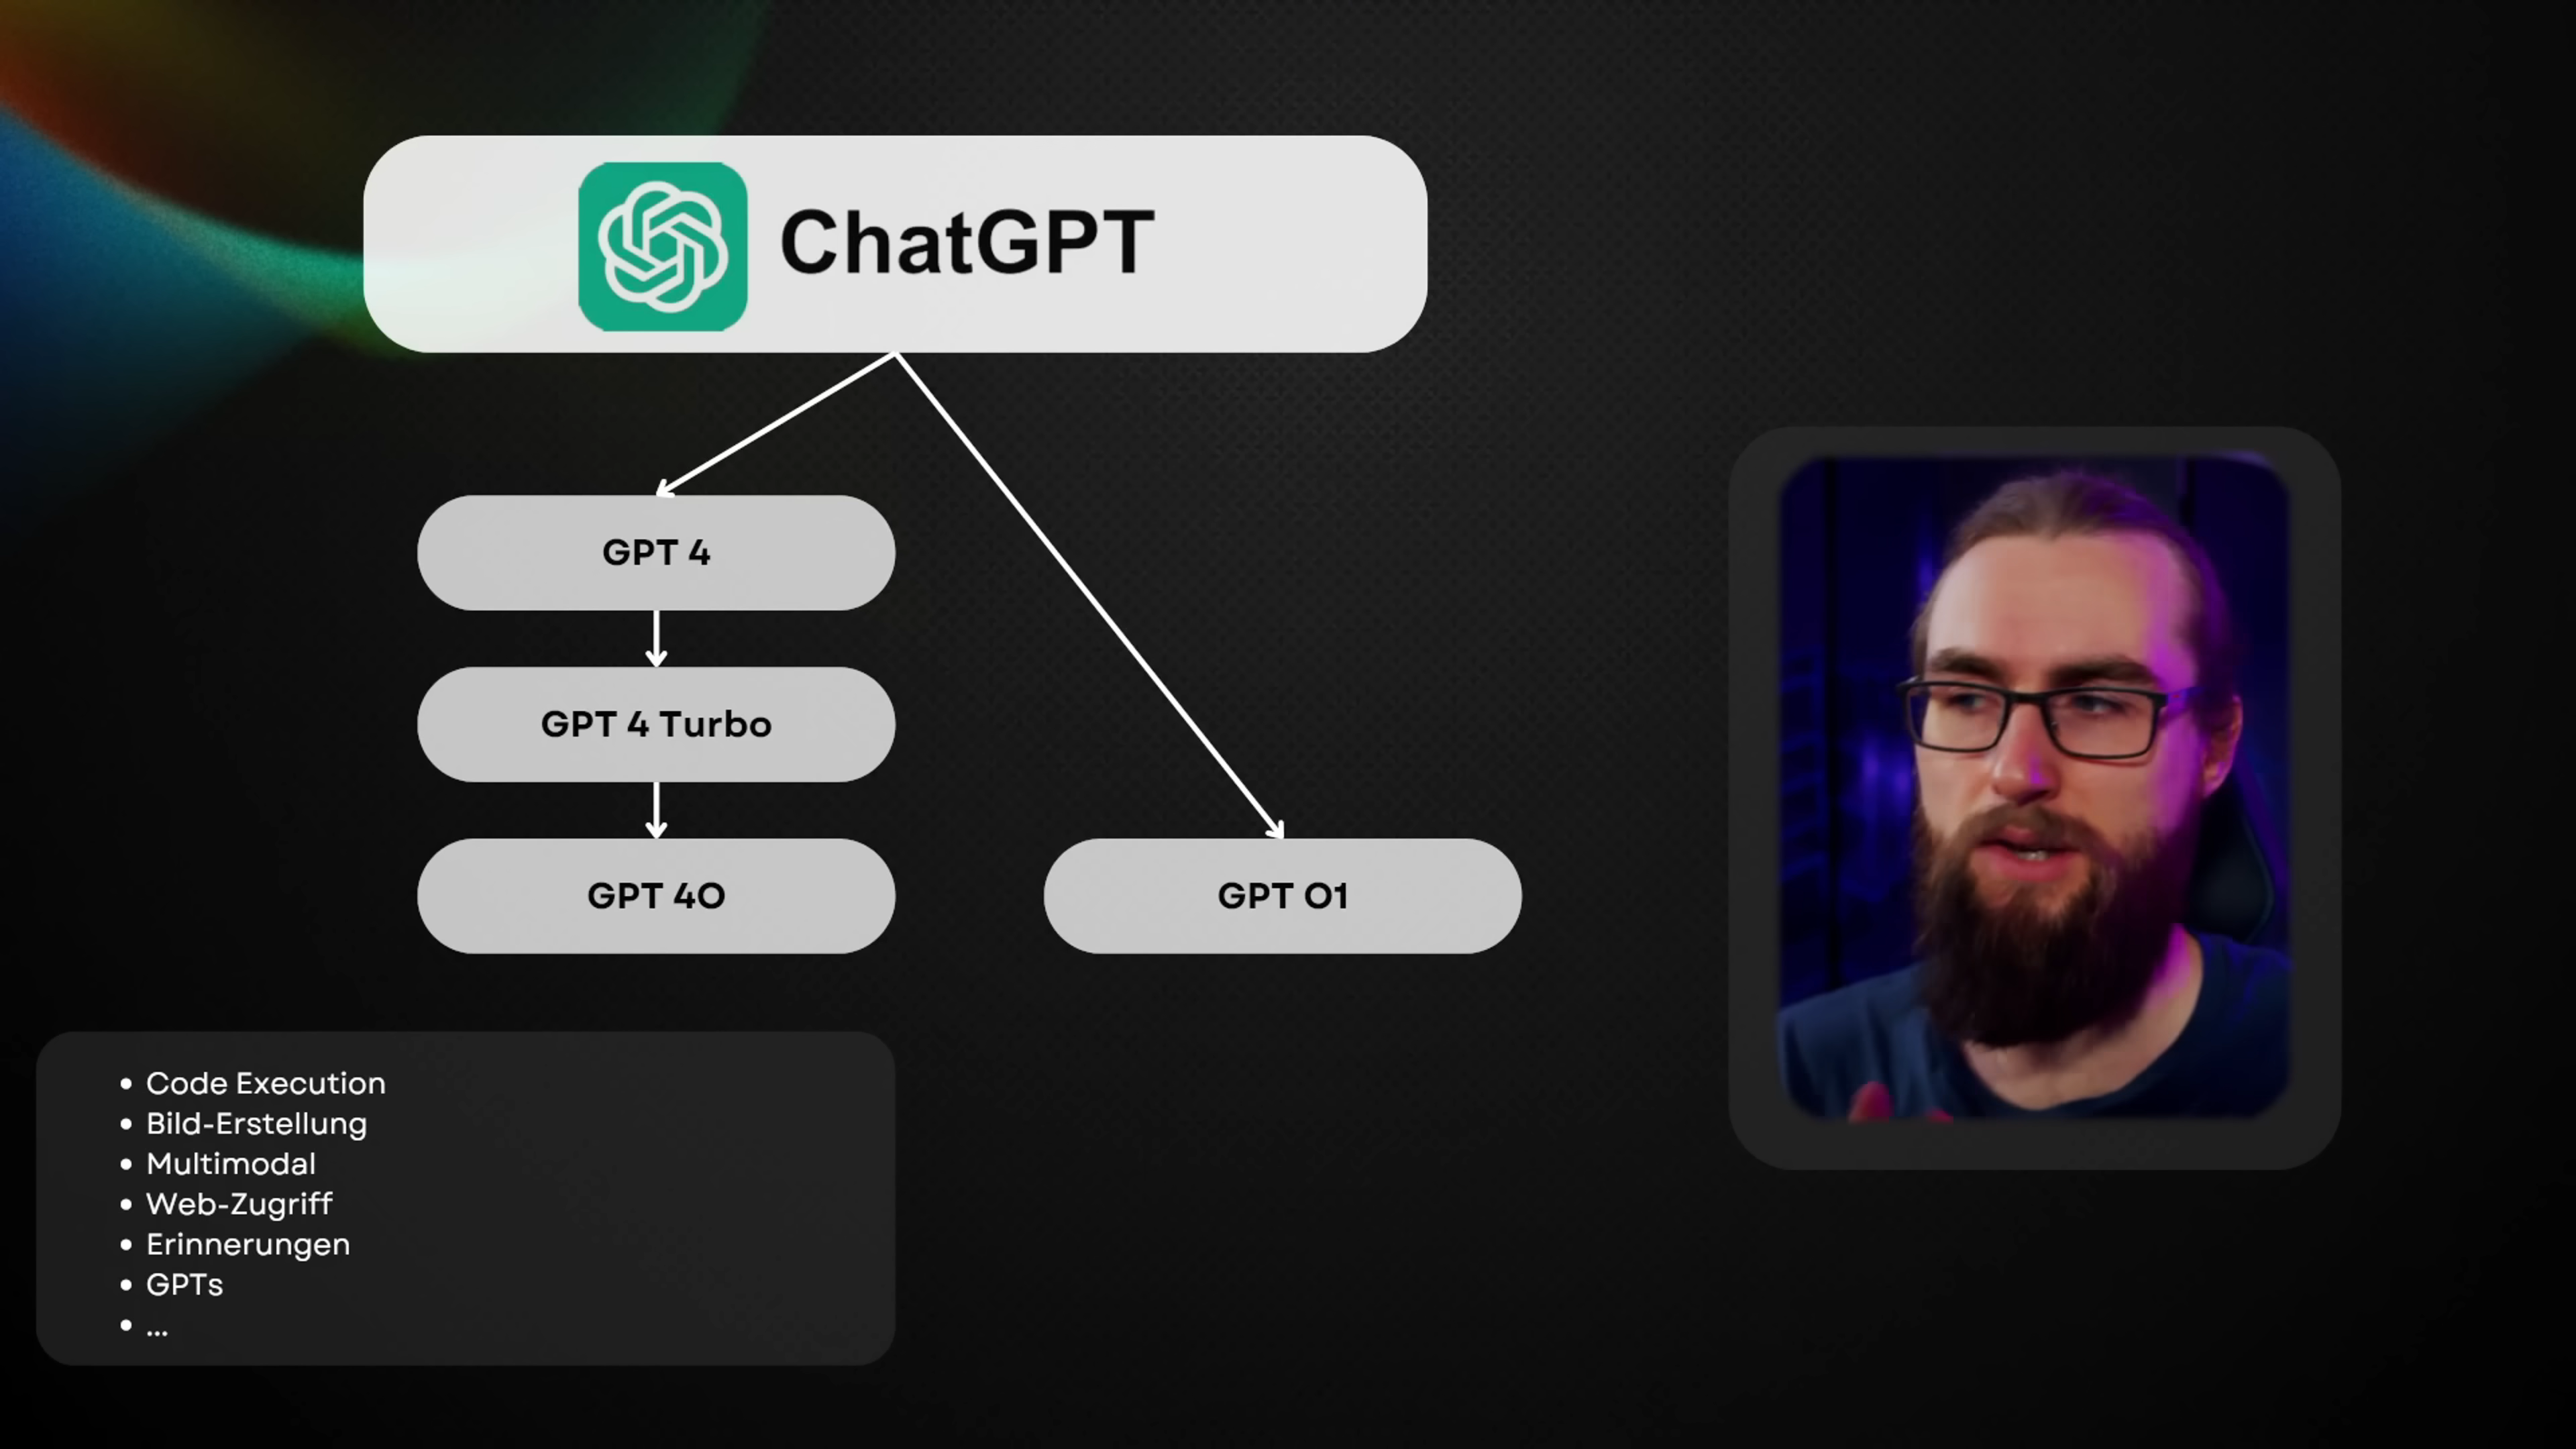 ChatGPT
GPT 4
GPT 4 Turbo
GPT 4O
GPT O1
• Code Execution
• Bild-Erstellung
• Multimodal
• Web-Zugriff
• Erinnerungen
• GPTs
• ...